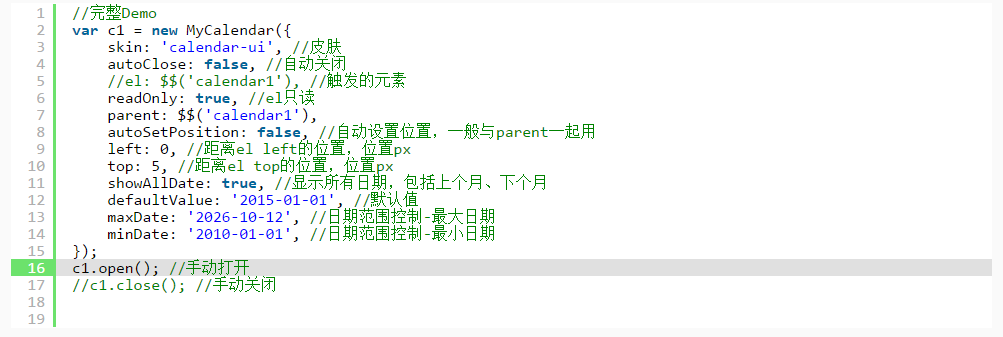 1 //完整Demo
2 var c1 = new MyCalendar({
3 skin: 'calendar-ui', //皮肤
4 autoClose: false, //自动关闭
5 //el: $$('calendar1'), //触发的元素
6 readOnly: true, //el只读
7 parent: $$('calendar1'),
8 autoSetPosition: false, //自动设置位置，一般与parent一起用
9 left: 0, //距离el left的位置，位置px
10 top: 5, //距离el top的位置，位置px
11 showAllDate: true, //显示所有日期，包括上个月、下个月
12 defaultValue: '2015-01-01', //默认值
13 maxDate: '2026-10-12', //日期范围控制-最大日期
14 minDate: '2010-01-01', //日期范围控制-最小日期
15 });
16 c1.open(); //手动打开
17 //c1.close(); //手动关闭
18
19